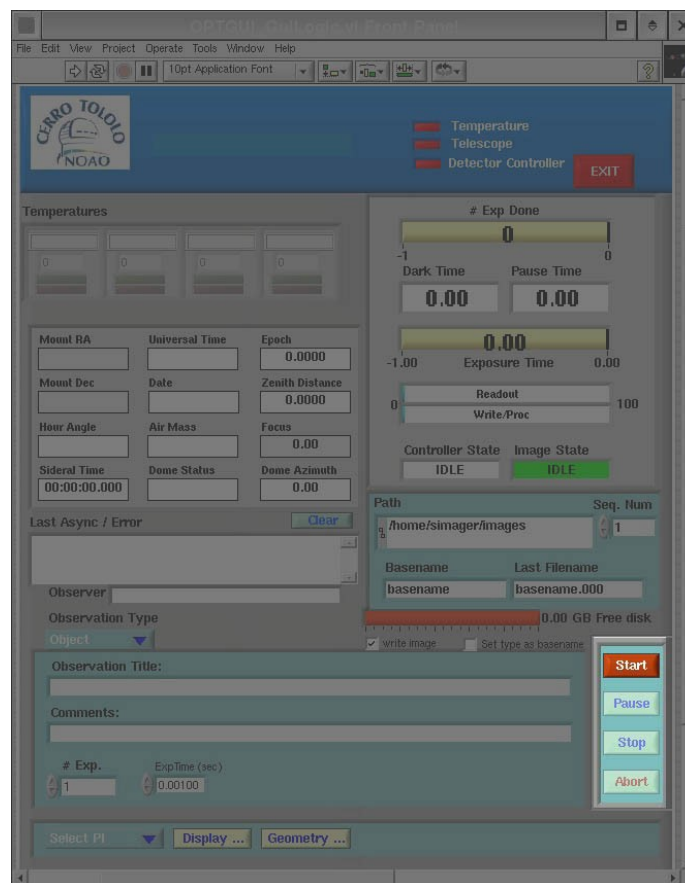 OPTGUI_GuiLogic.vi Front Panel
File Edit View Project Operate Tools Window Help
10pt Application Font
CERRO TOLOLO
NOAO
Temperature
Telescope
Detector Controller
EXIT
Temperatures
0 0 0 0
# Exp Done
0
-1 0
Dark Time Pause Time
0.00 0.00
0.00
-1.00 Exposure Time 0.00
Readout
0 100
Write/Proc
Controller State Image State
IDLE IDLE
Mount RA Universal Time Epoch
0.0000
Mount Dec Date Zenith Distance
0.0000
Hour Angle Air Mass Focus
0.00
Sideral Time Dome Status Dome Azimuth
00:00:00.000 0.00
Path Seq. Num
/home/simager/images 1
Basename Last Filename
basename basename.000
0.00 GB Free disk
write image Set type as basename
Last Async / Error Clear
Observer
Observation Type
Object
Observation Title:
Comments:
# Exp. ExpTime (sec)
1 0.00100
Start
Pause
Stop
Abort
Select PI Display ... Geometry ...